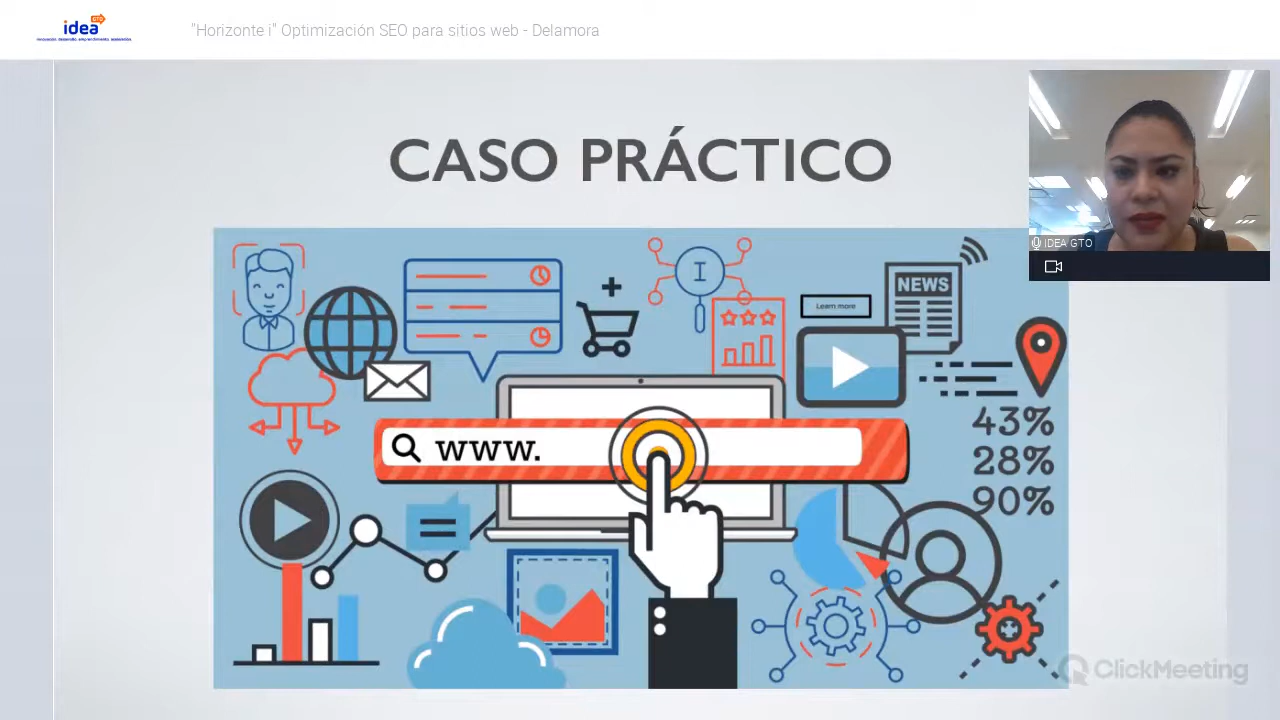 idea GTO
"Horizonte i" Optimización SEO para sitios web - Delamora
CASO PRÁCTICO
IDEA GTO
NEWS
Learn more
www.
43%
28%
90%
ClickMeeting